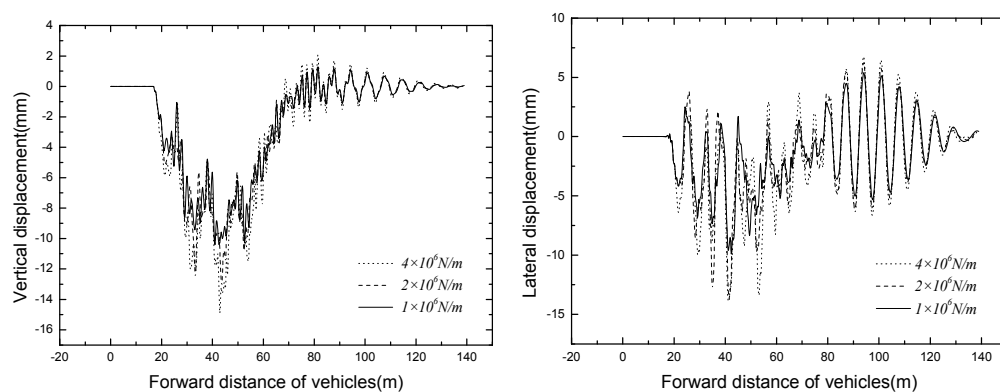 Vertical displacement(mm)
4
2
0
-2
-4
-6
-8
-10
-12
-14
-16
-20 0 20 40 60 80 100 120 140
Forward distance of vehicles(m)
4×10⁶N/m
2×10⁶N/m
1×10⁶N/m
Lateral displacement(mm)
10
5
0
-5
-10
-15
-20 0 20 40 60 80 100 120 140
Forward distance of vehicles(m)
4×10⁶N/m
2×10⁶N/m
1×10⁶N/m